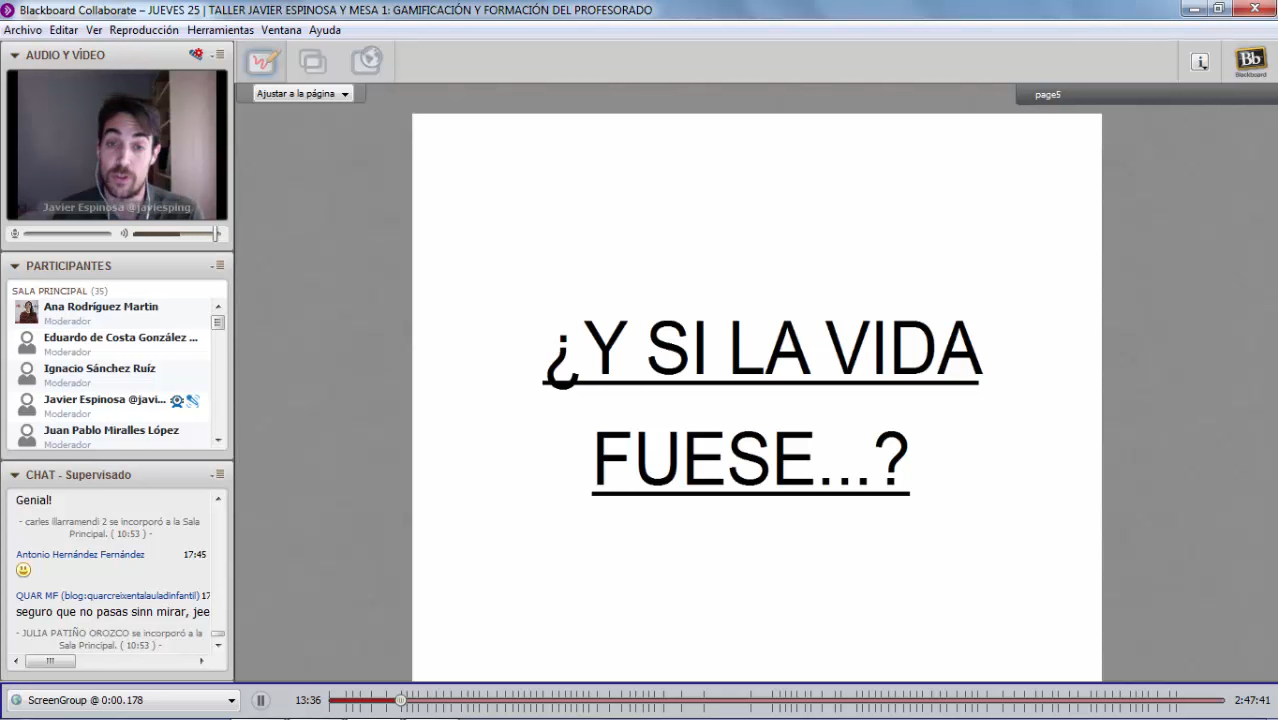 Blackboard Collaborate – JUEVES 25 | TALLER JAVIER ESPINOSA Y MESA 1: GAMIFICACIÓN Y FORMACIÓN DEL PROFESORADO
Archivo Editar Ver Reproducción Herramientas Ventana Ayuda
AUDIO Y VÌDEO
Javier Espinosa @javiesping
Ajustar a la página
page5
i
Bb
Blackboard
PARTICIPANTES
SALA PRINCIPAL (35)
Ana Rodríguez Martin
Moderador
Eduardo de Costa González ...
Moderador
Ignacio Sánchez Ruíz
Moderador
Javier Espinosa @javi...
Moderador
Juan Pablo Miralles López
Moderador
CHAT - Supervisado
Genial!
- carles illarramendi 2 se incorporó a la Sala
Principal. ( 10:53 ) -
Antonio Hernández Fernández 17:45
QUAR MF (blog:quarcreixentalauladinfantil) 17
seguro que no pasas sinn mirar, jee
- JULIA PATIÑO OROZCO se incorporó a la
Sala Principal. ( 10:53 ) -
¿Y SI LA VIDA
FUESE...?
ScreenGroup @ 0:00.178
13:36
2:47:41